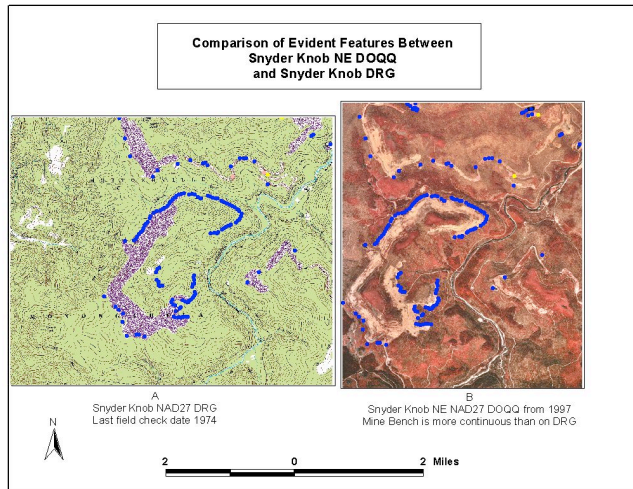 Comparison of Evident Features Between
Snyder Knob NE DOQQ
and Snyder Knob DRG
A
Snyder Knob NAD27 DRG
Last field check date 1974
B
Snyder Knob NE NAD27 DOQQ from 1997
Mine Bench is more continuous than on DRG
N
2 0 2 Miles